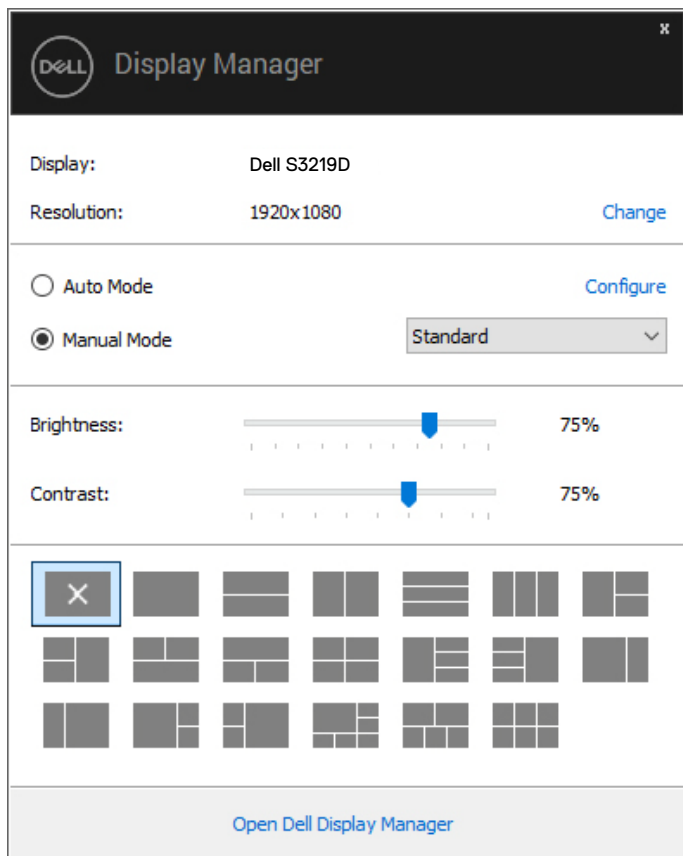 x
DELL Display Manager
Display: Dell S3219D
Resolution: 1920x1080 Change
Auto Mode Configure
Manual Mode Standard
Brightness: 75%
Contrast: 75%
Open Dell Display Manager